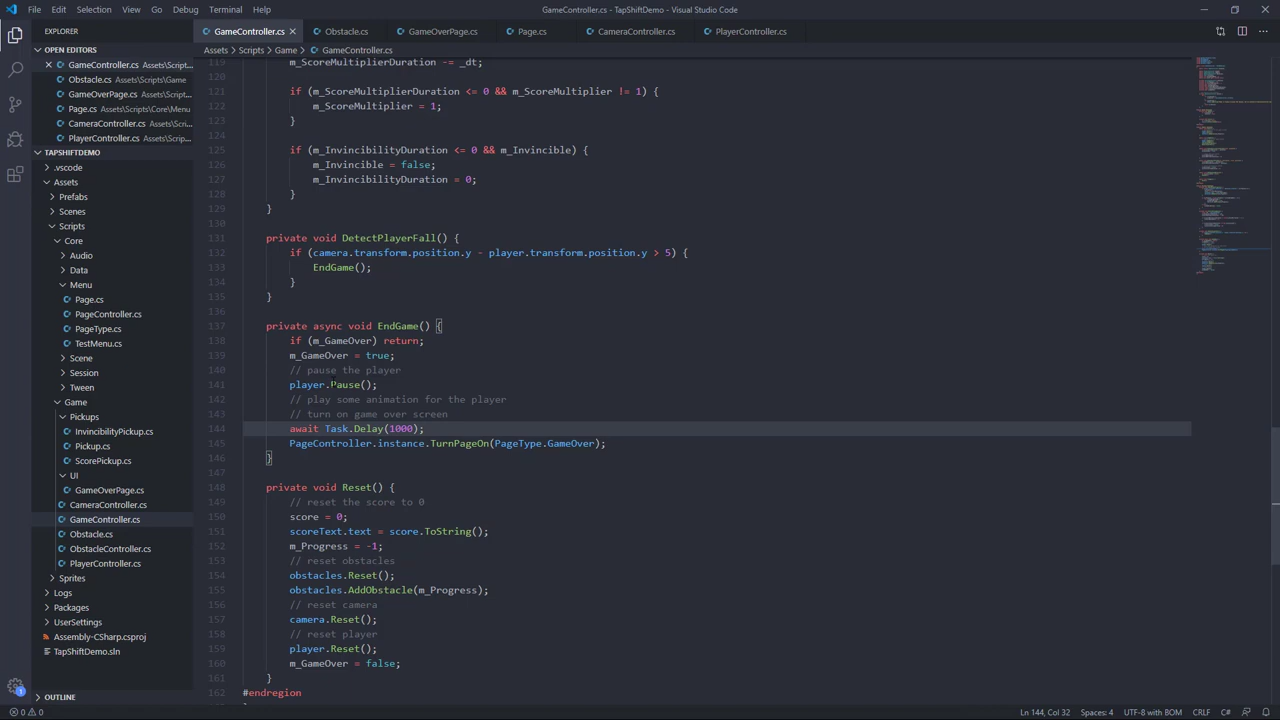 File Edit Selection View Go Debug Terminal Help
GameController.cs - TapShiftDemo - Visual Studio Code
EXPLORER
GameController.cs
Obstacle.cs
GameOverPage.cs
Page.cs
CameraController.cs
PlayerController.cs
OPEN EDITORS
GameController.cs Assets\Scripts\Game
Obstacle.cs Assets\Scripts\Game
GameOverPage.cs Assets\Scrip...
Page.cs Assets\Scripts\Core\Menu
CameraController.cs Assets\Scri...
PlayerController.cs Assets\Scrip...
TAPSHIFTDEMO
.vscode
Assets
Prefabs
Scenes
Scripts
Core
Audio
Data
Menu
Page.cs
PageController.cs
PageType.cs
TestMenu.cs
Scene
Session
Tween
Game
Pickups
InvincibilityPickup.cs
Pickup.cs
ScorePickup.cs
UI
GameOverPage.cs
CameraController.cs
GameController.cs
Obstacle.cs
ObstacleController.cs
PlayerController.cs
Sprites
Logs
Packages
UserSettings
Assembly-CSharp.csproj
TapShiftDemo.sln
OUTLINE
Assets > Scripts > Game > GameController.cs
119 m_ScoreMultiplierDuration -= _dt;
120
121 if (m_ScoreMultiplierDuration <= 0 && m_ScoreMultiplier != 1) {
122 m_ScoreMultiplier = 1;
123 }
124
125 if (m_InvincibilityDuration <= 0 && m_Invincible) {
126 m_Invincible = false;
127 m_InvincibilityDuration = 0;
128 }
129 }
130
131 private void DetectPlayerFall() {
132 if (camera.transform.position.y - player.transform.position.y > 5) {
133 EndGame();
134 }
135 }
136
137 private async void EndGame() {
138 if (m_GameOver) return;
139 m_GameOver = true;
140 // pause the player
141 player.Pause();
142 // play some animation for the player
143 // turn on game over screen
144 await Task.Delay(1000);
145 PageController.instance.TurnPageOn(PageType.GameOver);
146 }
147
148 private void Reset() {
149 // reset the score to 0
150 score = 0;
151 scoreText.text = score.ToString();
152 m_Progress = -1;
153 // reset obstacles
154 obstacles.Reset();
155 obstacles.AddObstacle(m_Progress);
156 // reset camera
157 camera.Reset();
158 // reset player
159 player.Reset();
160 m_GameOver = false;
161 }
162 #endregion
1
0 0 Ln 144, Col 32 Spaces: 4 UTF-8 with BOM CRLF C#